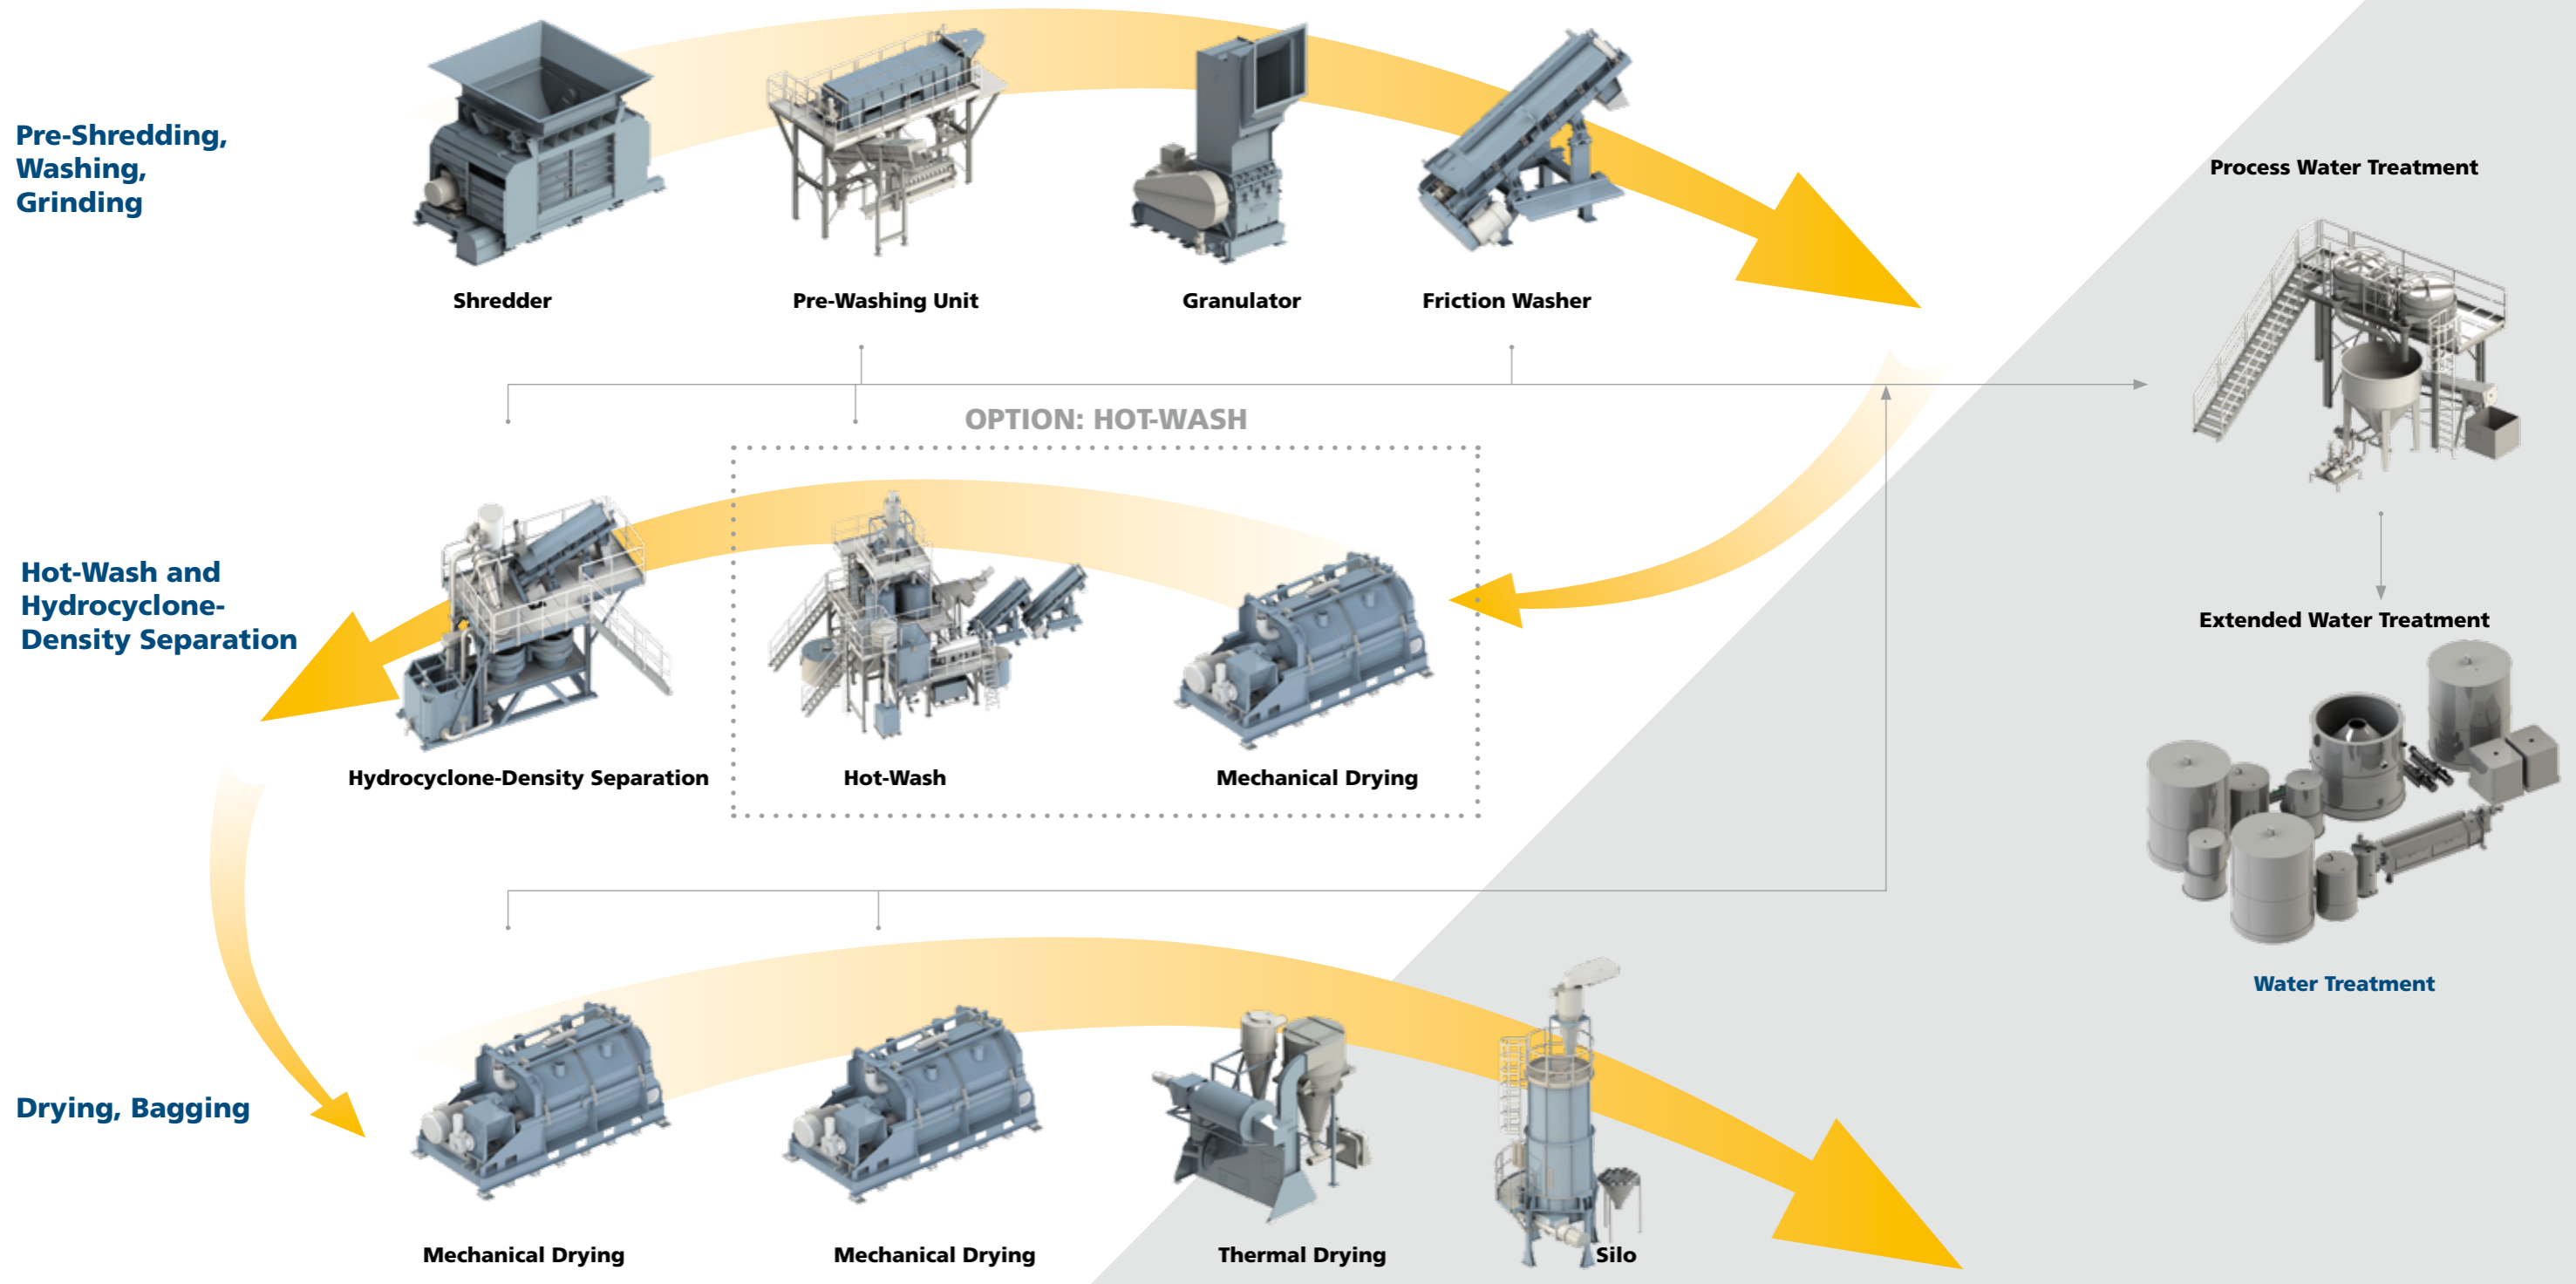 Pre-Shredding,
Washing,
Grinding
Shredder
Pre-Washing Unit
Granulator
Friction Washer
Process Water Treatment
OPTION: HOT-WASH
Hot-Wash and
Hydrocyclone-
Density Separation
Hydrocyclone-Density Separation
Hot-Wash
Mechanical Drying
Extended Water Treatment
Water Treatment
Drying, Bagging
Mechanical Drying
Mechanical Drying
Thermal Drying
Silo